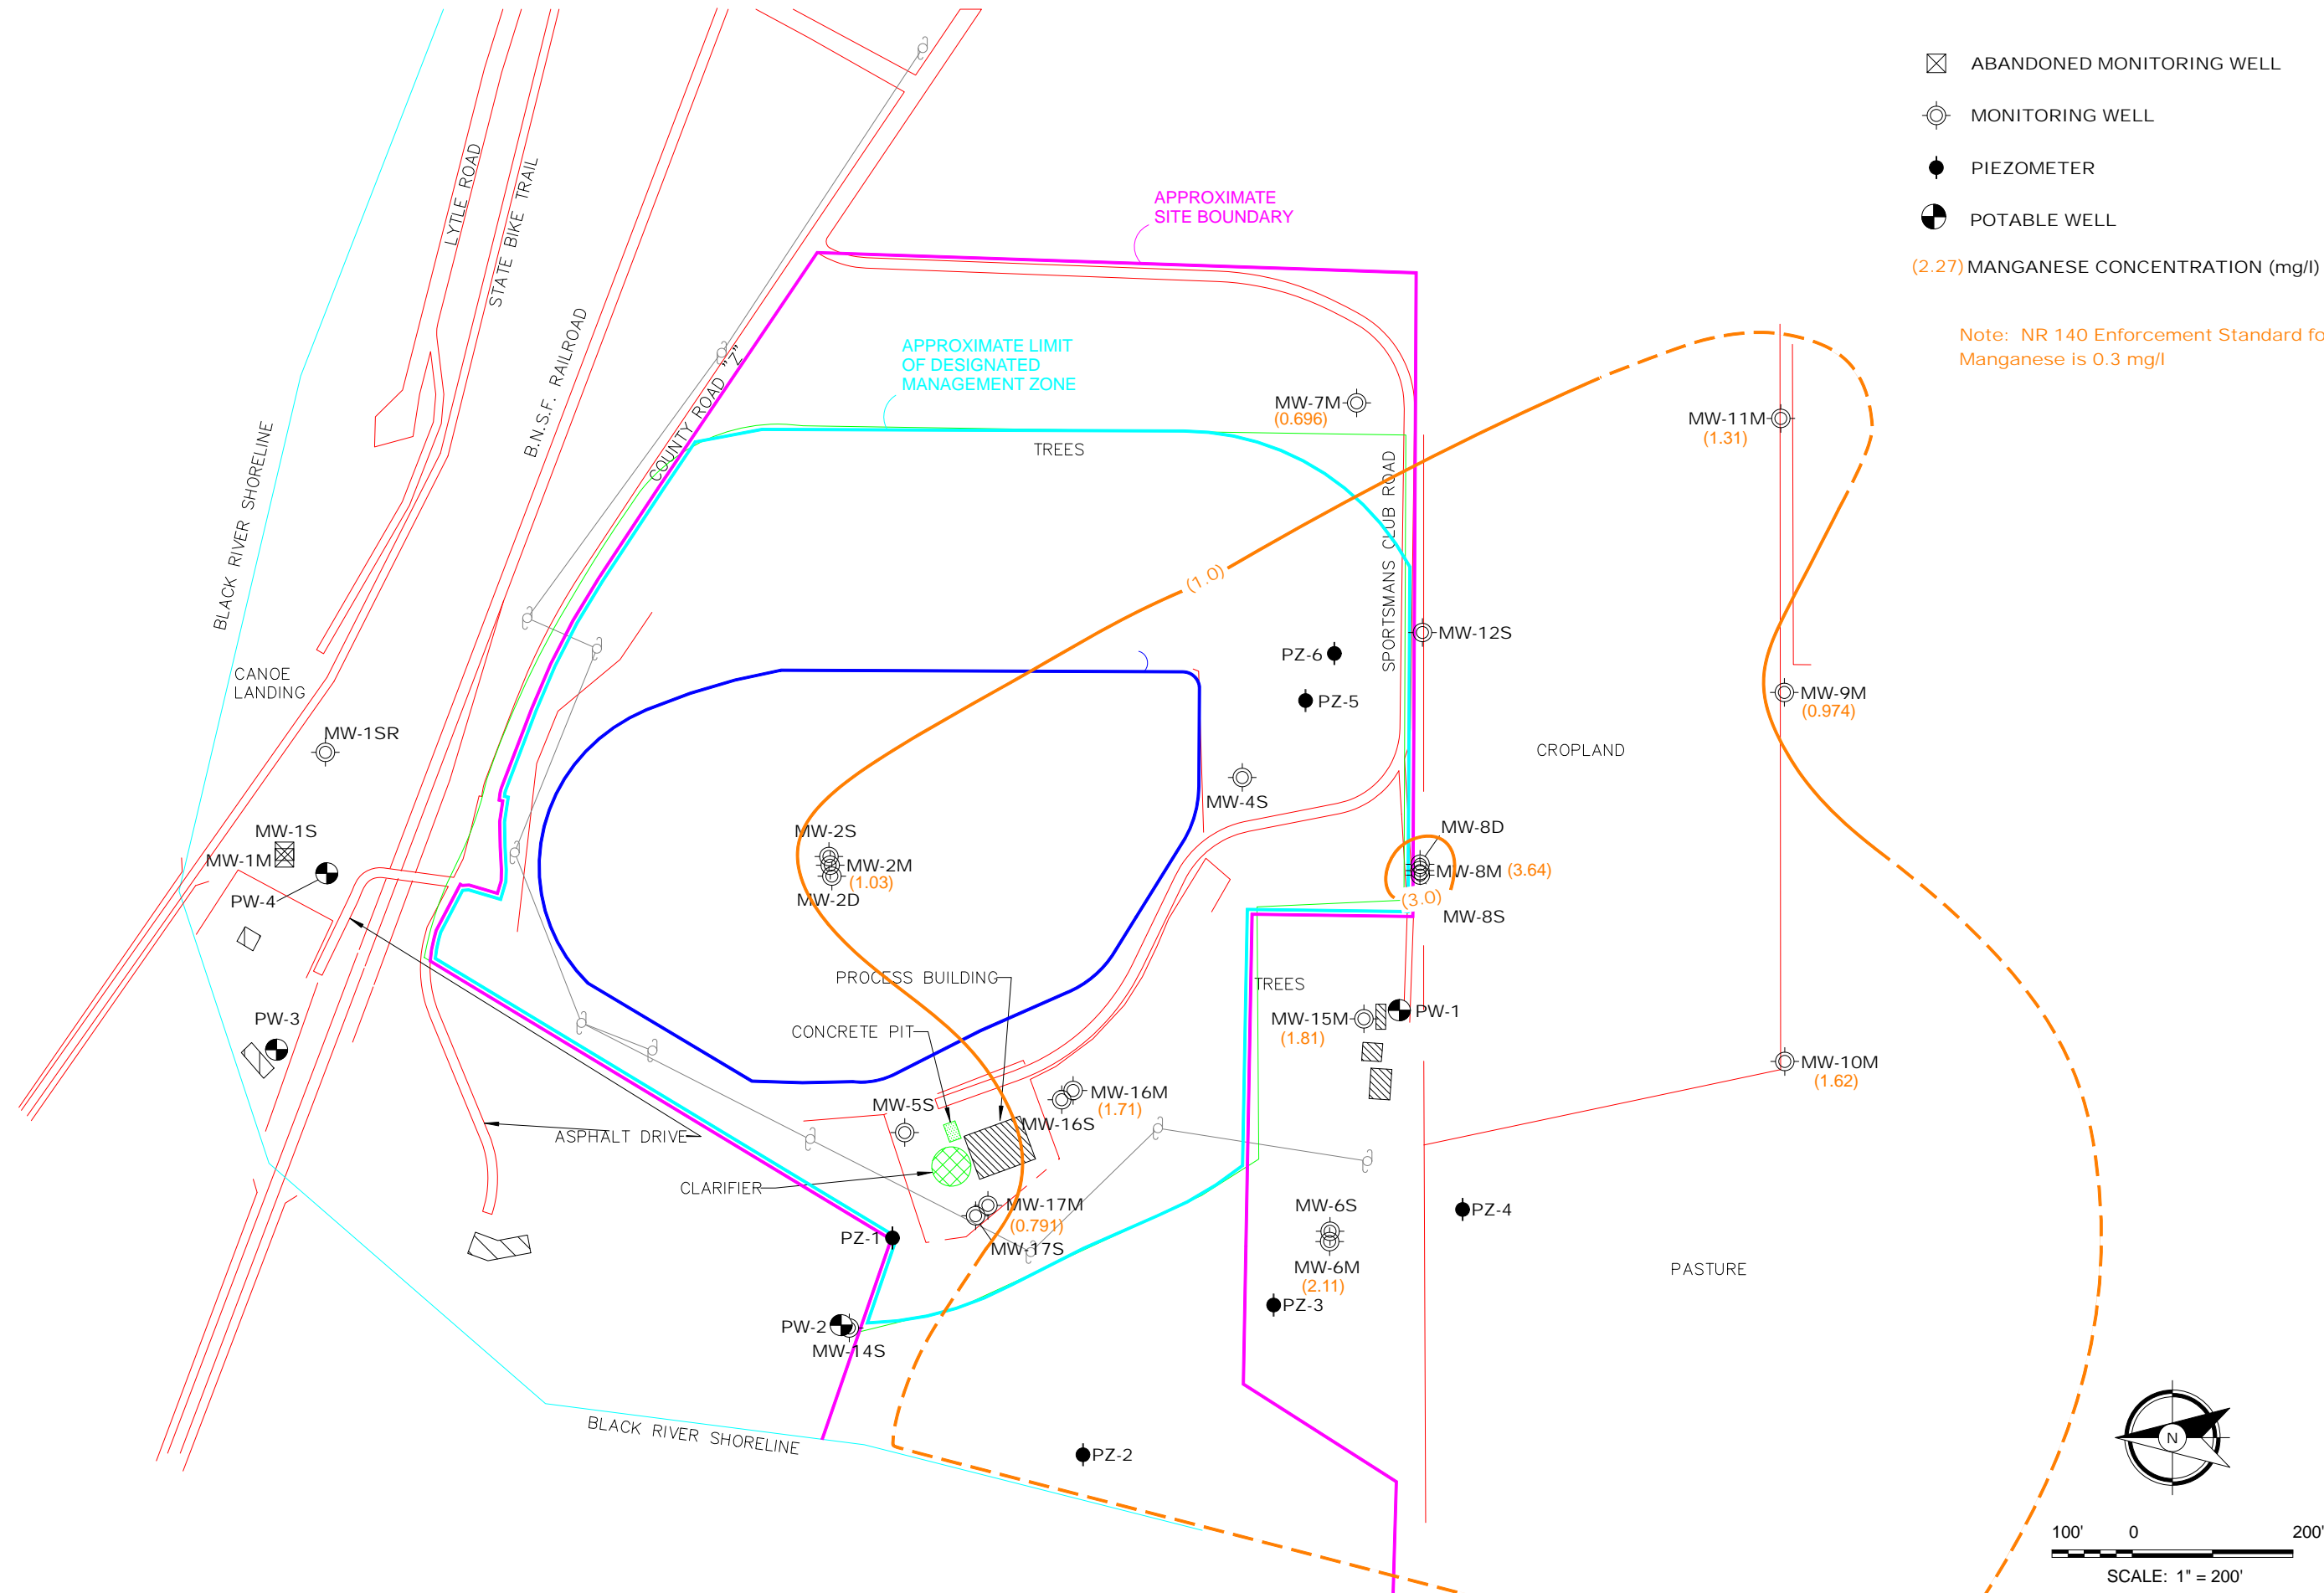 ABANDONED MONITORING WELL
MONITORING WELL
PIEZOMETER
POTABLE WELL
(2.27) MANGANESE CONCENTRATION (mg/l)
Note: NR 140 Enforcement Standard fo
Manganese is 0.3 mg/l
APPROXIMATE
SITE BOUNDARY
APPROXIMATE LIMIT
OF DESIGNATED
MANAGEMENT ZONE
LYTLE ROAD
STATE BIKE TRAIL
B.N.S.F. RAILROAD
COUNTY ROAD "Z"
BLACK RIVER SHORELINE
TREES
SPORTSMANS CLUB ROAD
MW-7M
(0.696)
MW-11M
(1.31)
(1.0)
MW-12S
PZ-6
PZ-5
MW-9M
(0.974)
CANOE
LANDING
MW-1SR
CROPLAND
MW-4S
MW-1S
MW-1M
PW-4
MW-2S
MW-2M
(1.03)
MW-2D
MW-8D
MW-8M (3.64)
(3.0)
MW-8S
PROCESS BUILDING
TREES
PW-3
CONCRETE PIT
MW-15M
(1.81)
PW-1
MW-10M
(1.62)
MW-5S
MW-16M
(1.71)
MW-16S
ASPHALT DRIVE
CLARIFIER
MW-17M
(0.791)
MW-17S
PZ-1
MW-6S
MW-6M
(2.11)
PZ-4
PZ-3
PASTURE
PW-2
MW-14S
BLACK RIVER SHORELINE
PZ-2
N
100' 0 200'
SCALE: 1" = 200'